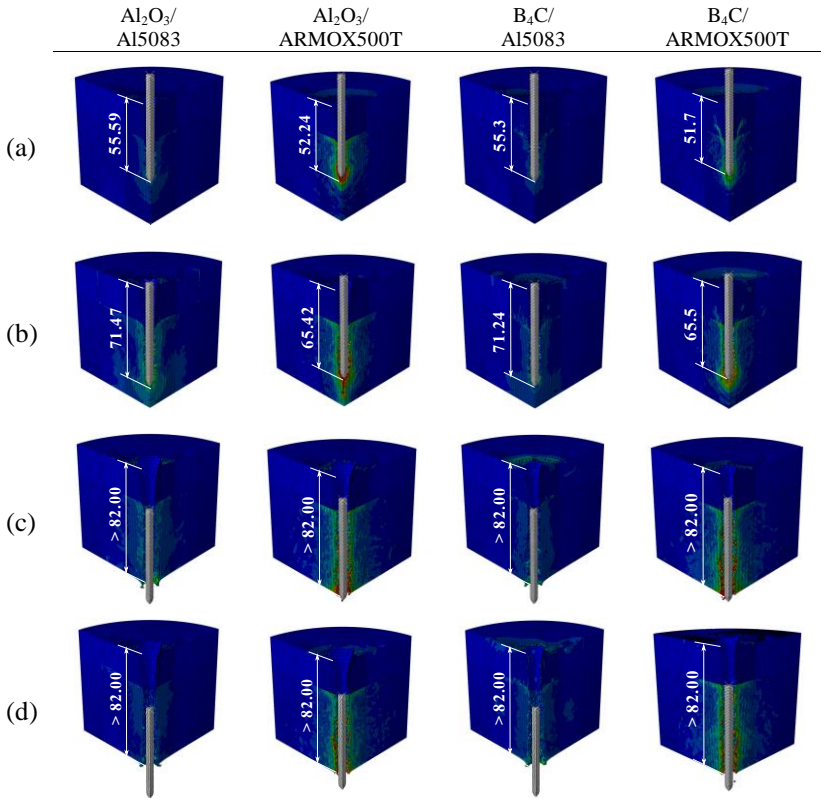 Al₂O₃/ Al₂O₃/ B₄C/ B₄C/
Al5083 ARMOX500T Al5083 ARMOX500T
(a) 55.59 52.24 55.3 51.7
(b) 71.47 65.42 71.24 65.5
(c) > 82.00 > 82.00 > 82.00 > 82.00
(d) > 82.00 > 82.00 > 82.00 > 82.00